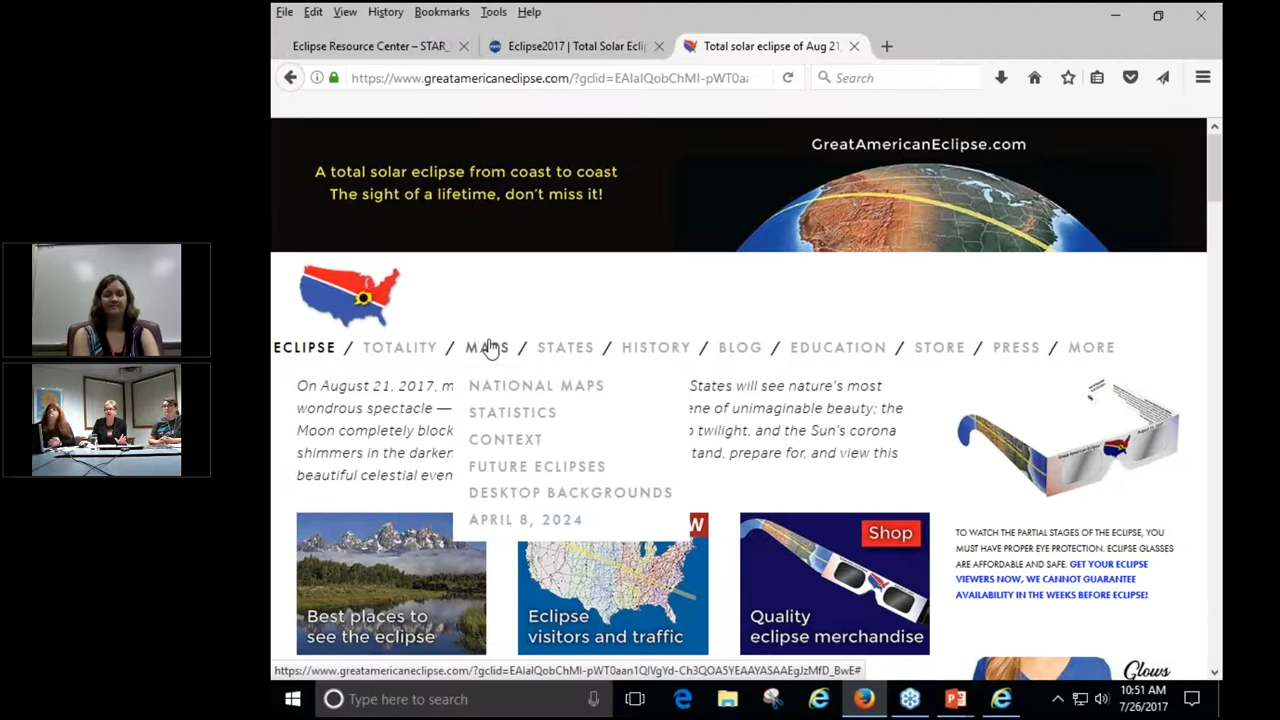 File Edit View History Bookmarks Tools Help
Eclipse Resource Center – STAR_
Eclipse2017 | Total Solar Ecli
Total solar eclipse of Aug 21,
https://www.greatamericaneclipse.com/?gclid=EAIaIQobChMI-pWT0aa
Search
GreatAmericanEclipse.com
A total solar eclipse from coast to coast
The sight of a lifetime, don't miss it!
ECLIPSE / TOTALITY / MAPS / STATES / HISTORY / BLOG / EDUCATION / STORE / PRESS / MORE
NATIONAL MAPS
STATISTICS
CONTEXT
FUTURE ECLIPSES
DESKTOP BACKGROUNDS
APRIL 8, 2024
On August 21, 2017, m States will see nature's most
wondrous spectacle — ene of unimaginable beauty: the
Moon completely block twilight, and the Sun's corona
shimmers in the darken tand, prepare for, and view this
beautiful celestial even
TO WATCH THE PARTIAL STAGES OF THE ECLIPSE, YOU
MUST HAVE PROPER EYE PROTECTION. ECLIPSE GLASSES
ARE AFFORDABLE AND SAFE. GET YOUR ECLIPSE
VIEWERS NOW, WE CANNOT GUARANTEE
AVAILABILITY IN THE WEEKS BEFORE ECLIPSE!
Best places to
see the eclipse
W
Eclipse
visitors and traffic
Shop
Quality
eclipse merchandise
Glows
https://www.greatamericaneclipse.com/?gclid=EAIaIQobChMI-pWT0aan1QIVgYd-Ch3QOA5YEAAYASAAEgJzMfD_BwE#
Type here to search
10:51 AM
7/26/2017